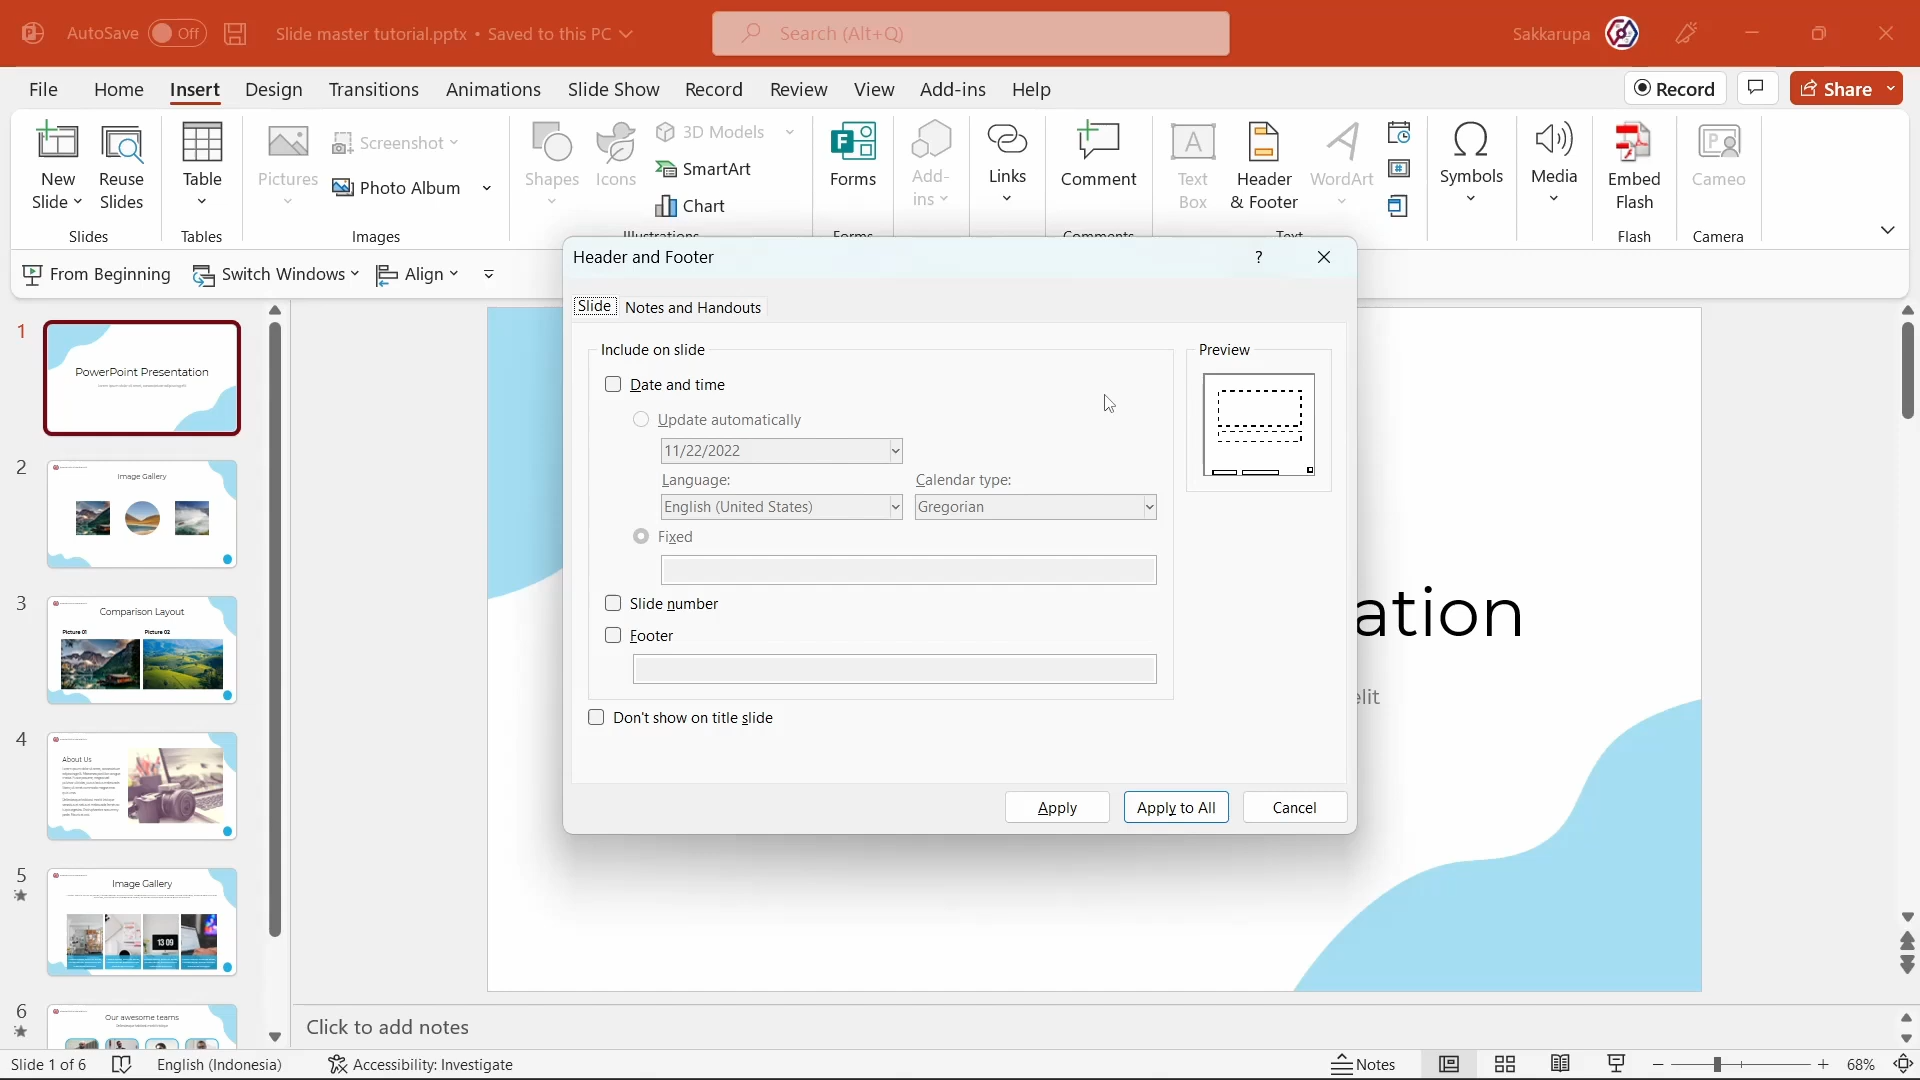 AutoSave Off Slide master tutorial.pptx • Saved to this PC Search (Alt+Q) Sakkarupa
File Home Insert Design Transitions Animations Slide Show Record Review View Add-ins Help Record Share
New Slide
Reuse Slides
Slides
Table
Tables
Pictures
Screenshot
Photo Album
Images
Shapes
Icons
3D Models
SmartArt
Chart
Illustrations
Forms
Forms
Add-ins
Links
Comment
Comments
Text Box
Header & Footer
WordArt
Text
Symbols
Media
Embed Flash
Flash
Cameo
Camera
From Beginning Switch Windows Align
Header and Footer ?
Slide Notes and Handouts
Include on slide
Date and time
Update automatically
11/22/2022
Language: Calendar type:
English (United States) Gregorian
Fixed
Slide number
Footer
Don't show on title slide
Preview
Apply Apply to All Cancel
ation
elit
1
PowerPoint Presentation
2
Image Gallery
3
Comparison Layout
Picture 01 Picture 02
4
About Us
5
Image Gallery
13 09
6
Our awesome teams
Click to add notes
Slide 1 of 6 English (Indonesia) Accessibility: Investigate Notes 68%